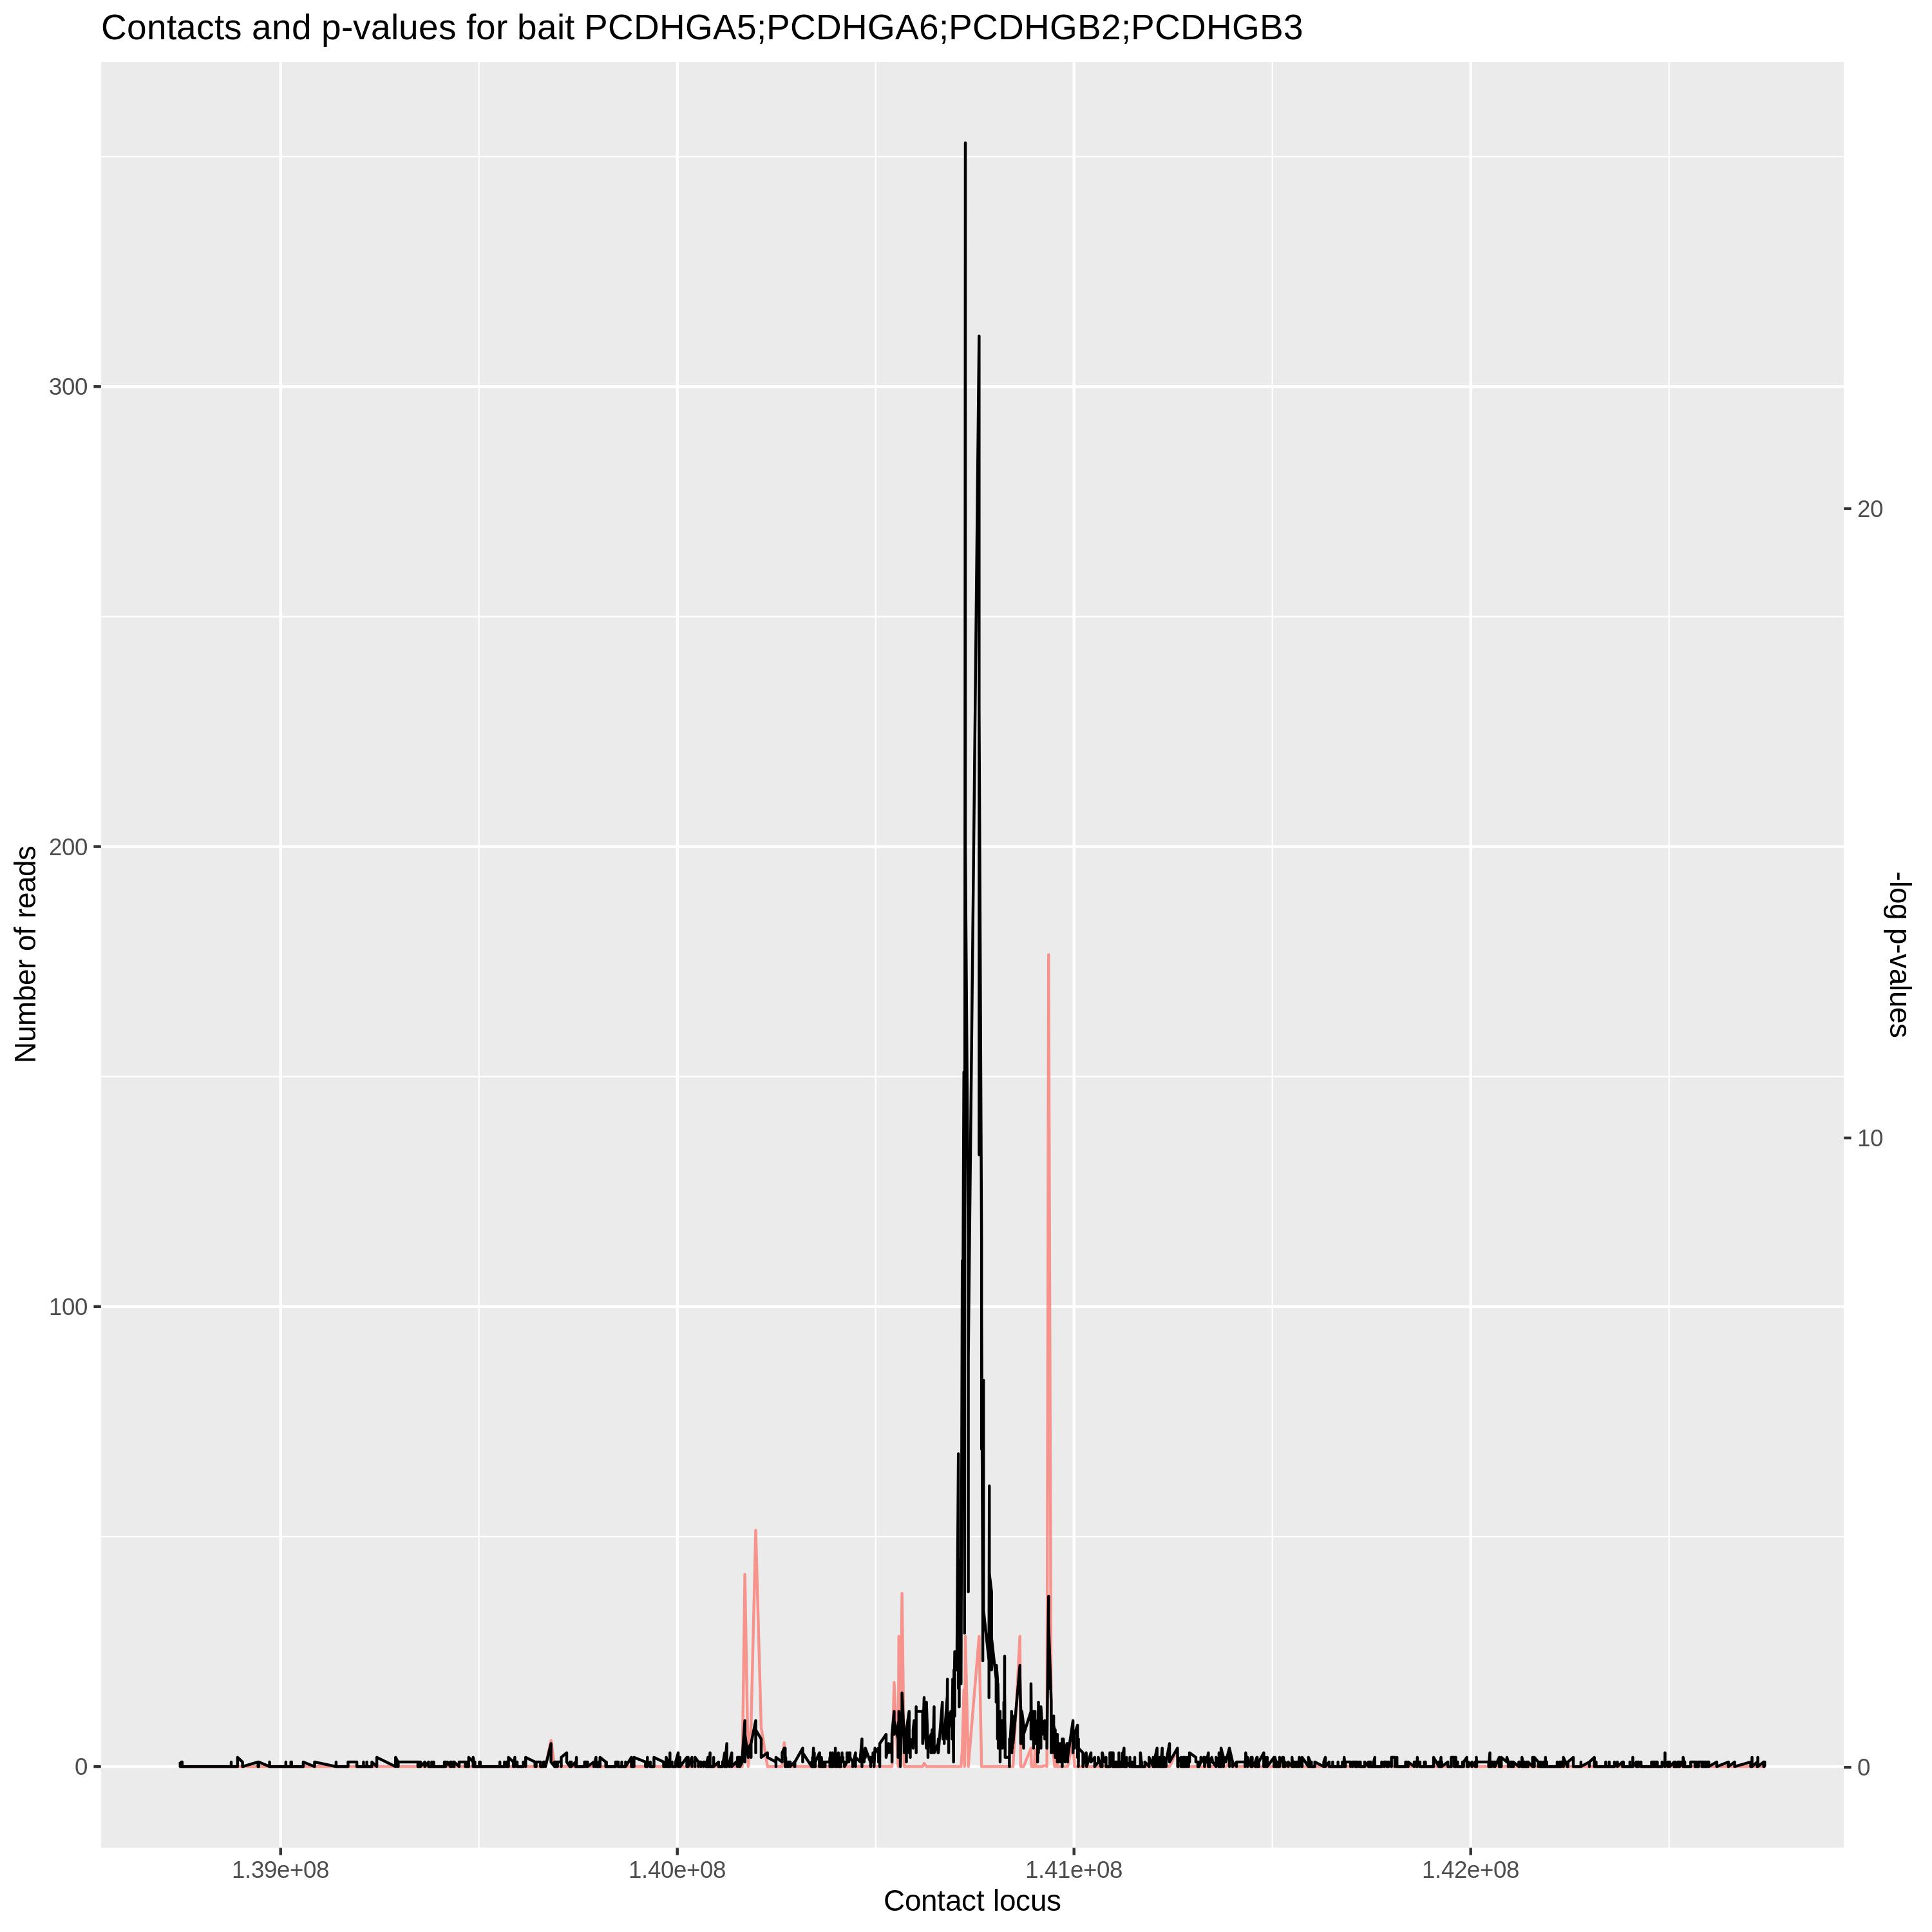 Contacts and p-values for bait PCDHGA5;PCDHGA6;PCDHGB2;PCDHGB3
300
200
100
0
Number of reads
20
10
0
-log p-values
1.39e+08
1.40e+08
1.41e+08
1.42e+08
Contact locus